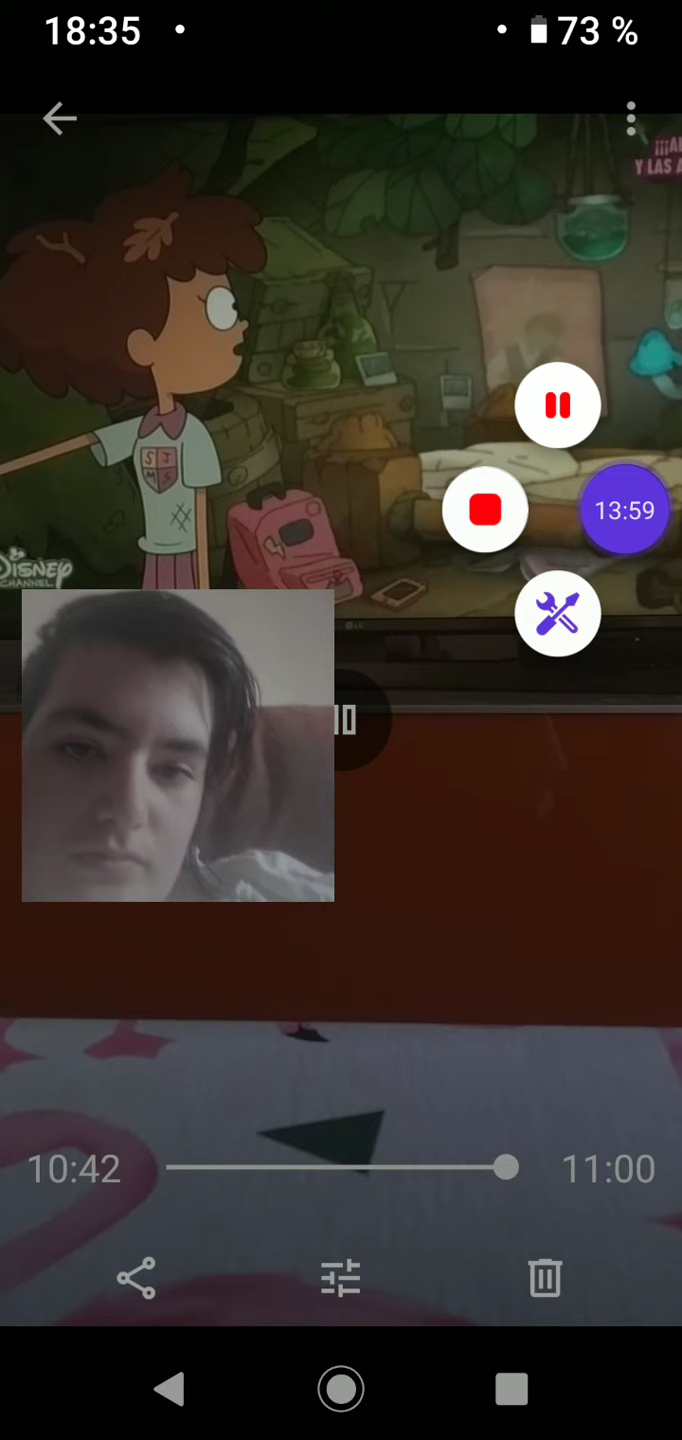 18:35
73 %
¡¡¡A
Y LAS A
S J
M S
13:59
DISNEY
CHANNEL
LG
10:42
11:00